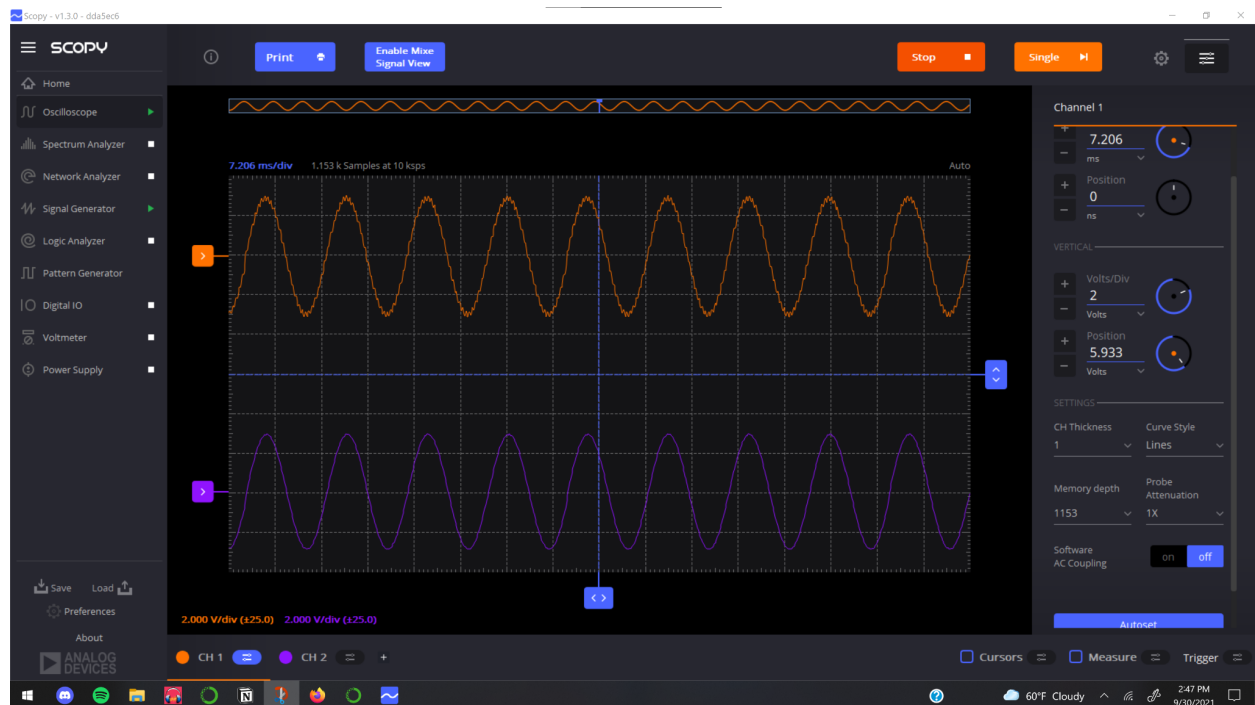 Scopy - v1.3.0 - dda5ec6
SCOPY
Print
Enable Mixe
Signal View
Stop
Single
Home
Oscilloscope
Spectrum Analyzer
Network Analyzer
Signal Generator
Logic Analyzer
Pattern Generator
Digital IO
Voltmeter
Power Supply
Save Load
Preferences
About
ANALOG
DEVICES
7.206 ms/div 1.153 k Samples at 10 ksps Auto
2.000 V/div (±25.0) 2.000 V/div (±25.0)
CH 1 CH 2 +
Cursors Measure Trigger
Channel 1
+
7.206
- ms
Position
+ 0
- ns
VERTICAL
Volts/Div
+ 2
- Volts
Position
+ 5.933
- Volts
SETTINGS
CH Thickness Curve Style
1 Lines
Memory depth Probe
Attenuation
1153 1X
Software
AC Coupling
on off
Autoset
60°F Cloudy
2:47 PM
9/30/2021